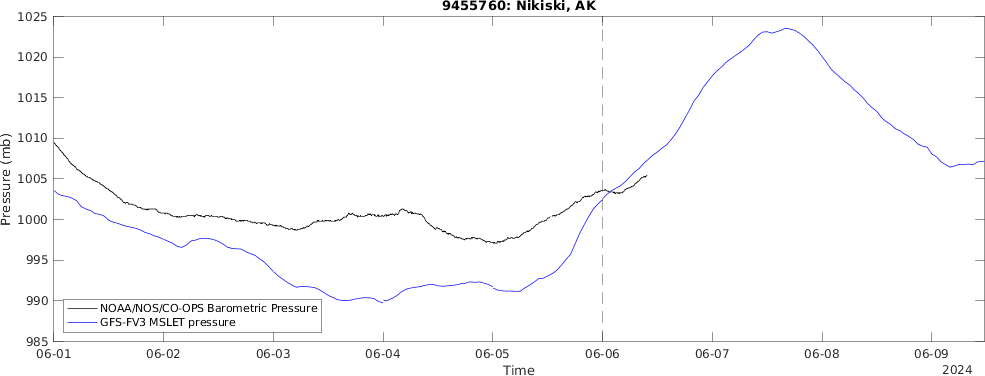 9455760: Nikiski, AK
Pressure (mb)
1025
1020
1015
1010
1005
1000
995
990
985
NOAA/NOS/CO-OPS Barometric Pressure
GFS-FV3 MSLET pressure
06-01 06-02 06-03 06-04 06-05 06-06 06-07 06-08 06-09
Time
2024